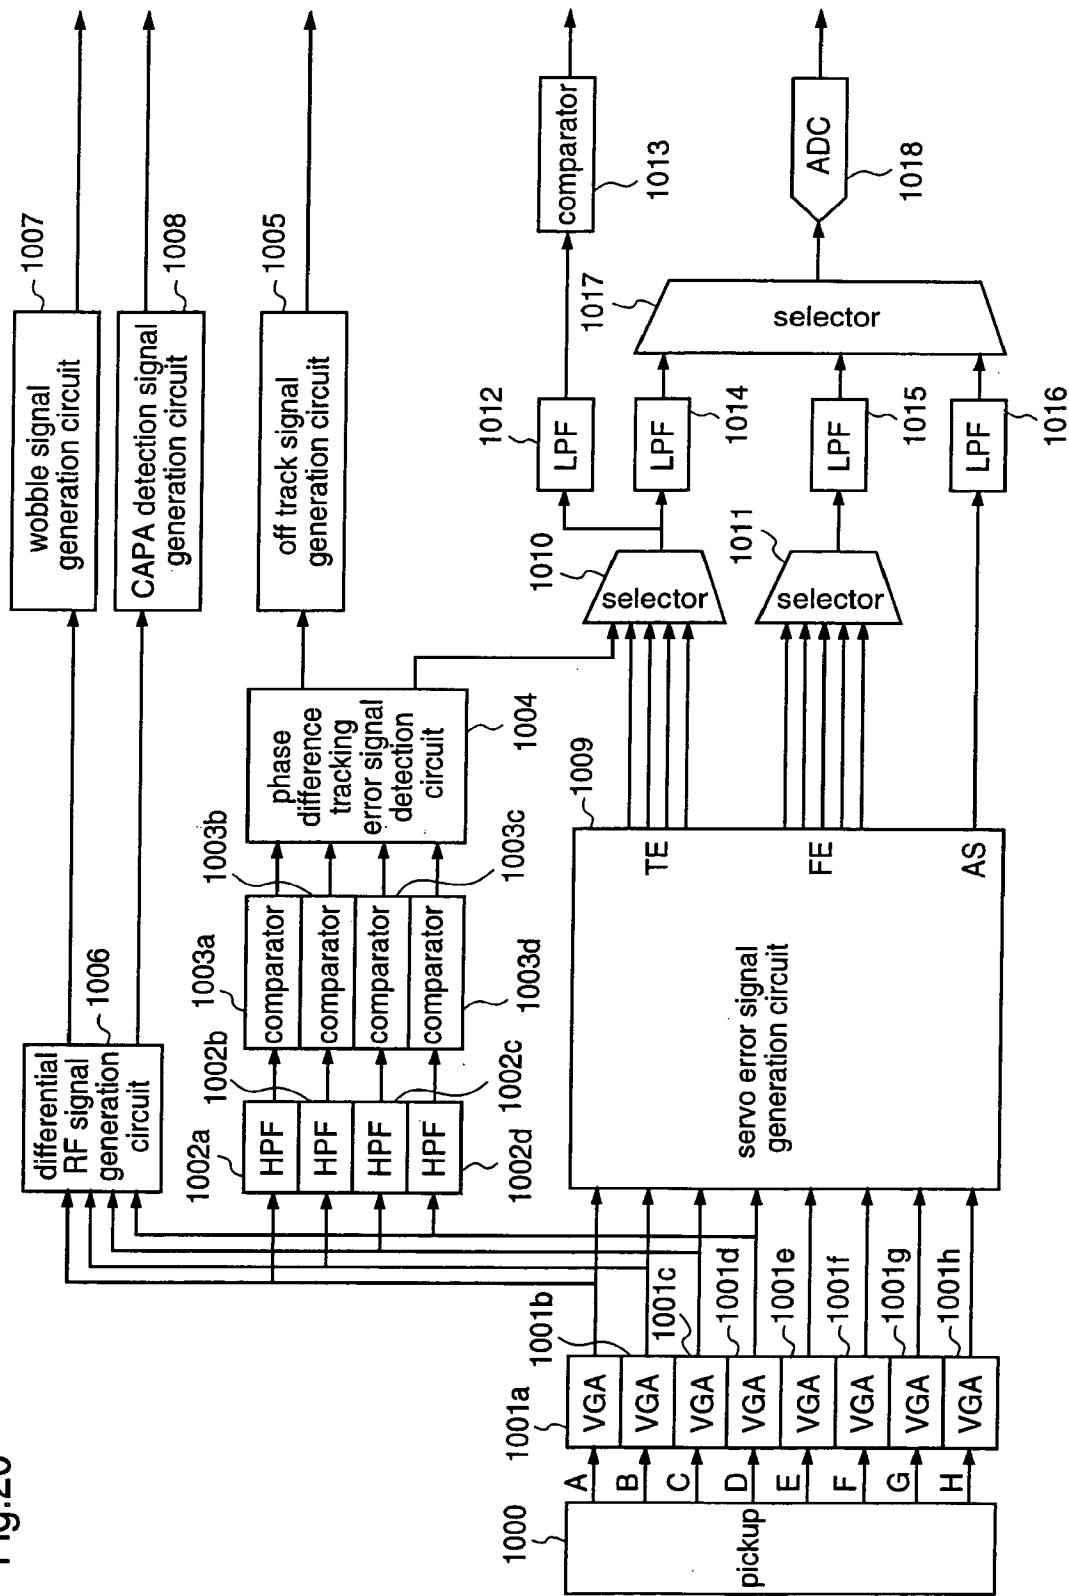 wobble signal
generation circuit
1007
CAPA detection signal
generation circuit
1008
off track signal
generation circuit
1005
differential
RF signal
generation
circuit
1006
1002a
1002b
1002c
1002d
HPF
HPF
HPF
HPF
1003a
1003b
1003c
1003d
comparator
comparator
comparator
comparator
phase
difference
tracking
error signal
detection
circuit
1004
1010
selector
1011
selector
1012
LPF
LPF
1014
LPF
1015
LPF
1016
comparator
1013
1017
selector
ADC
1018
1009
TE
FE
AS
servo error signal
generation circuit
1001a
1001b
1001c
1001d
1001e
1001f
1001g
1001h
VGA
VGA
VGA
VGA
VGA
VGA
VGA
VGA
A
B
C
D
E
F
G
H
1000
pickup